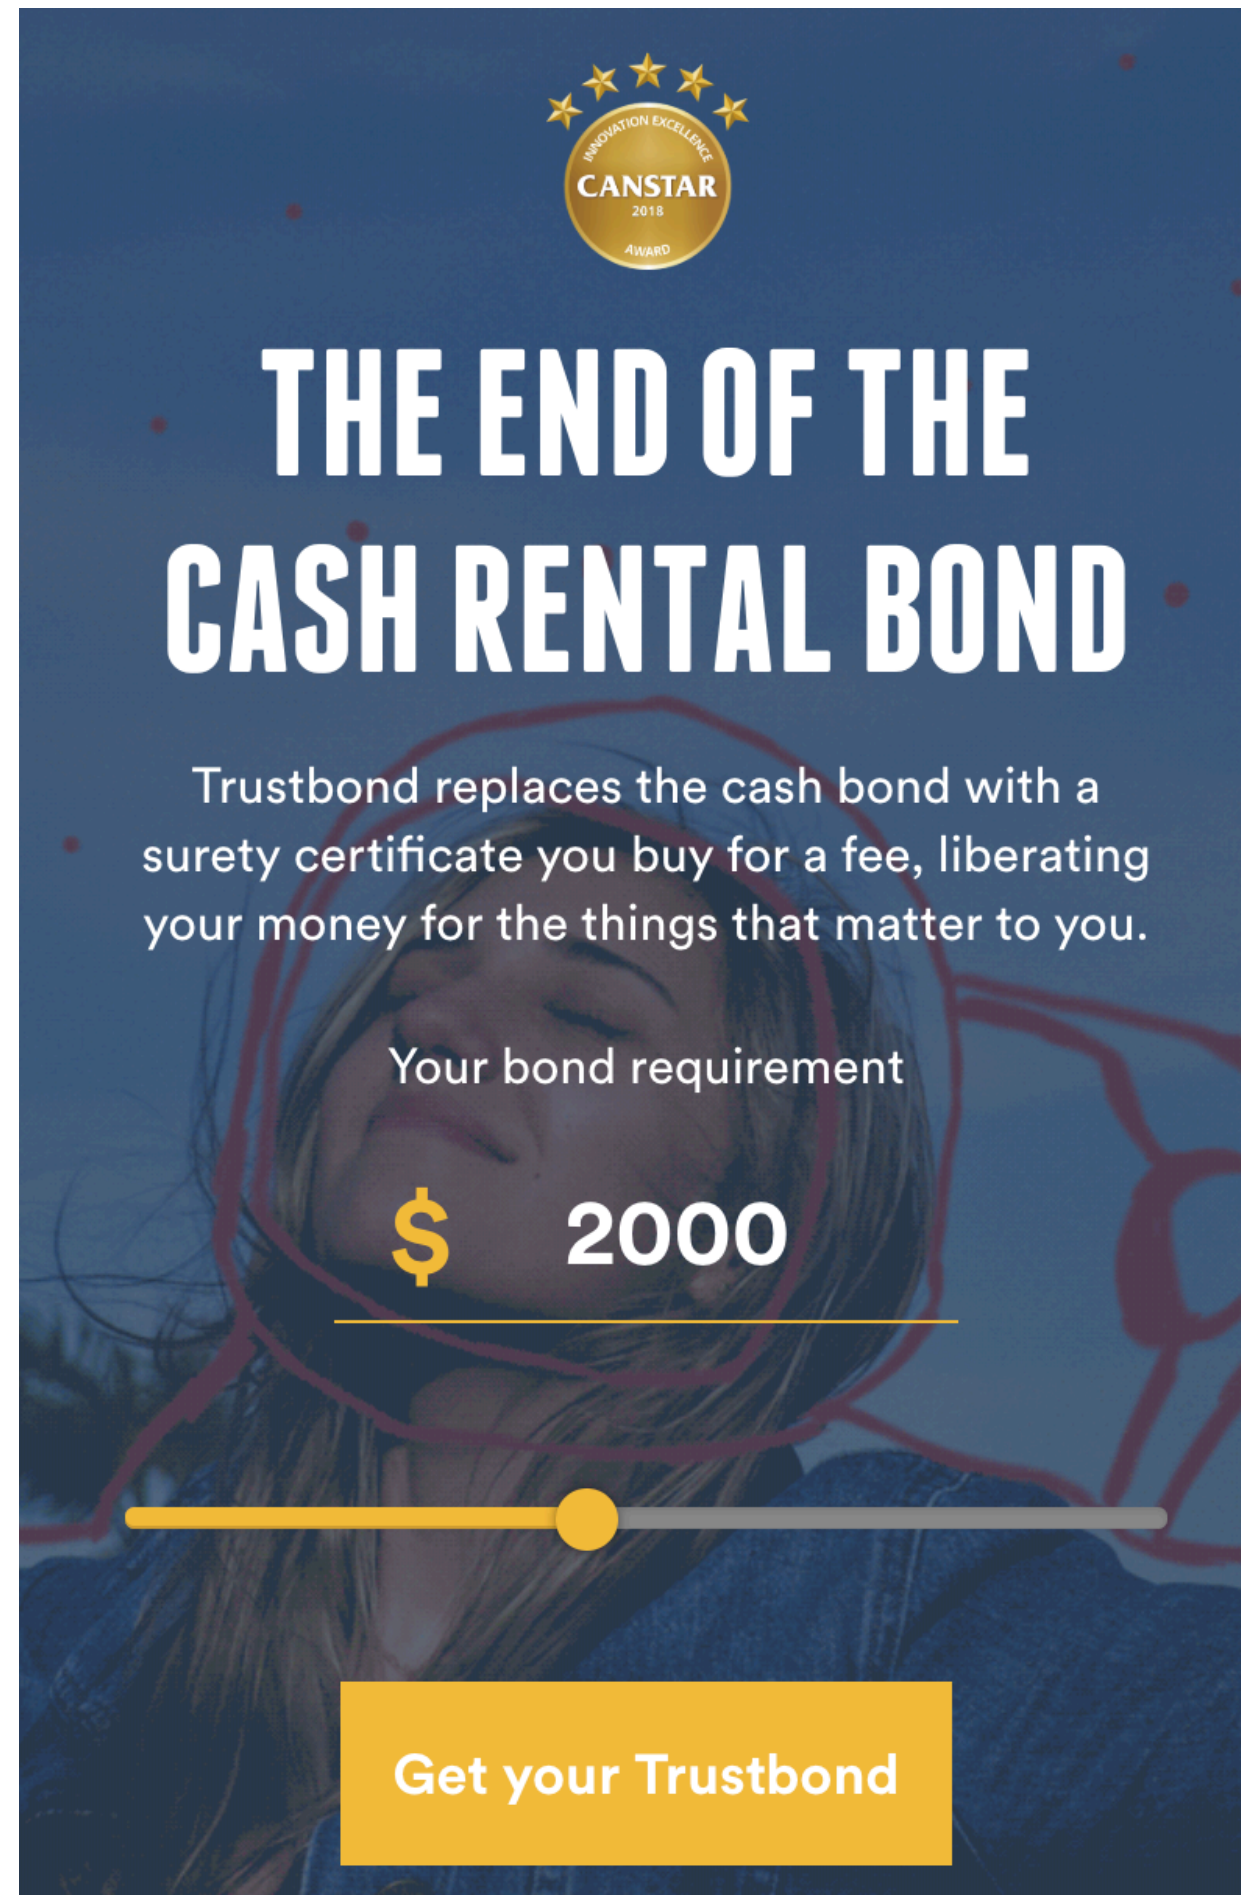 INNOVATION EXCELLENCE
CANSTAR
2018
AWARD
THE END OF THE
CASH RENTAL BOND
Trustbond replaces the cash bond with a
surety certificate you buy for a fee, liberating
your money for the things that matter to you.
Your bond requirement
$ 2000
Get your Trustbond